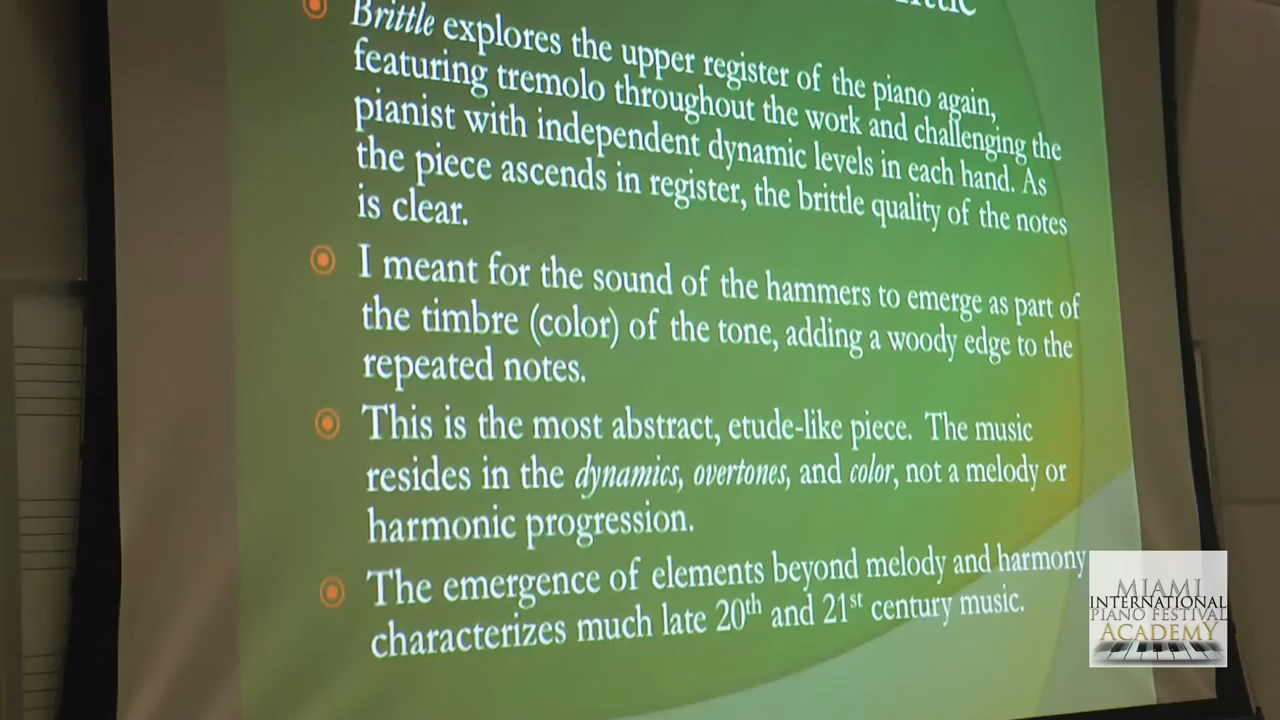 Brittle explores the upper register of the piano again,
featuring tremolo throughout the work and challenging the
pianist with independent dynamic levels in each hand. As
the piece ascends in register, the brittle quality of the notes
is clear.
I meant for the sound of the hammers to emerge as part of
the timbre (color) of the tone, adding a woody edge to the
repeated notes.
This is the most abstract, etude-like piece. The music
resides in the dynamics, overtones, and color, not a melody or
harmonic progression.
The emergence of elements beyond melody and harmony
characterizes much late 20th and 21st century music.
MIAMI
INTERNATIONAL
PIANO FESTIVAL
ACADEMY